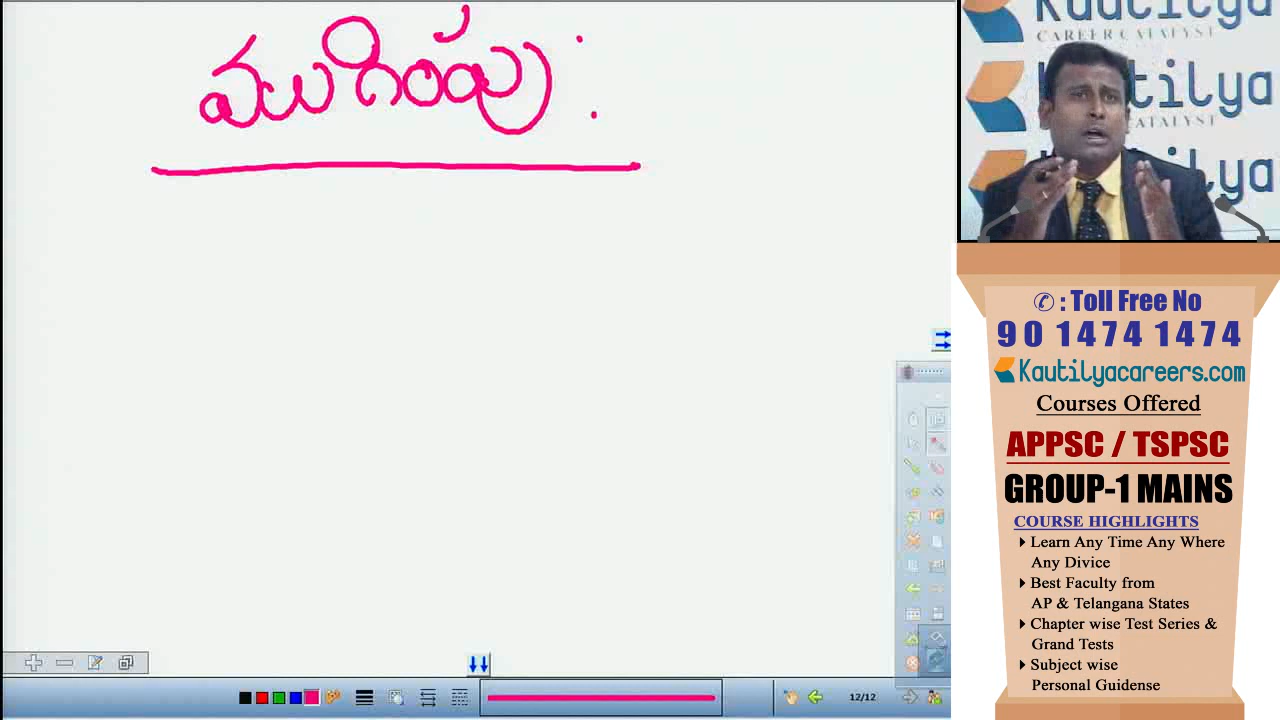 ముగింపు :
Kautilya
CAREER CATALYST
Kautilya
CATALYST
Kautilya
✆ : Toll Free No
90 1474 1474
Kautilyacareers.com
Courses Offered
APPSC / TSPSC
GROUP-1 MAINS
COURSE HIGHLIGHTS
Learn Any Time Any Where
Any Divice
Best Faculty from
AP & Telangana States
Chapter wise Test Series &
Grand Tests
Subject wise
Personal Guidense
12/12